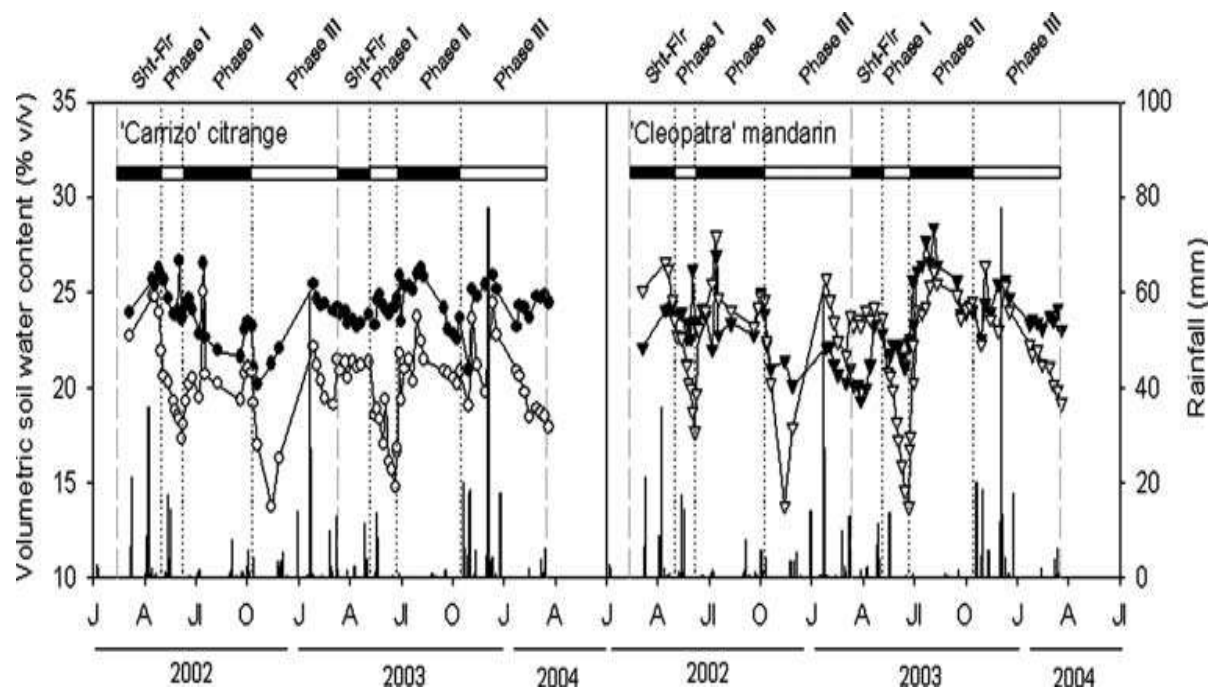 Sht-Flr Phase I Phase II Phase III Sht-Flr Phase I Phase II Phase III Sht-Flr Phase I Phase II Phase III Sht-Flr Phase I Phase II Phase III
Volumetric soil water content (% v/v)
35
30
25
20
15
10
'Carrizo' citrange
'Cleopatra' mandarin
100
80
60
40
20
0
Rainfall (mm)
J A Jl O J A Jl O J A J A Jl O J A Jl O J A Jl
2002 2003 2004 2002 2003 2004